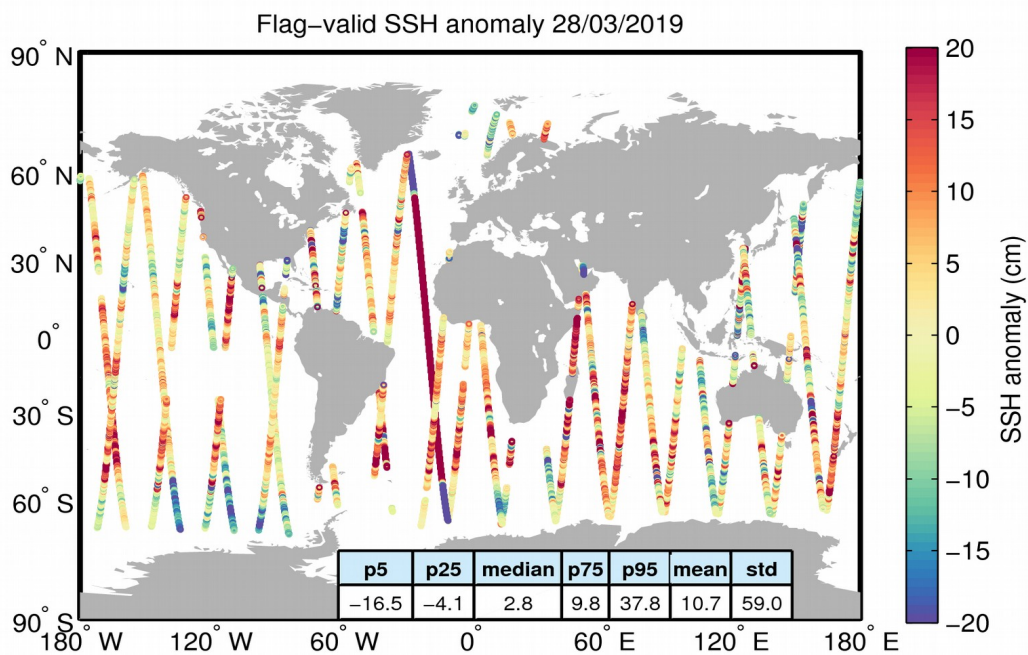 Flag−valid SSH anomaly 28/03/2019
90° N
60° N
30° N
0°
30° S
60° S
90° S
180° W
120° W
60° W
0°
60° E
120° E
180° E
p5 p25 median p75 p95 mean std
−16.5 −4.1 2.8 9.8 37.8 10.7 59.0
20
15
10
5
0
−5
−10
−15
−20
SSH anomaly (cm)